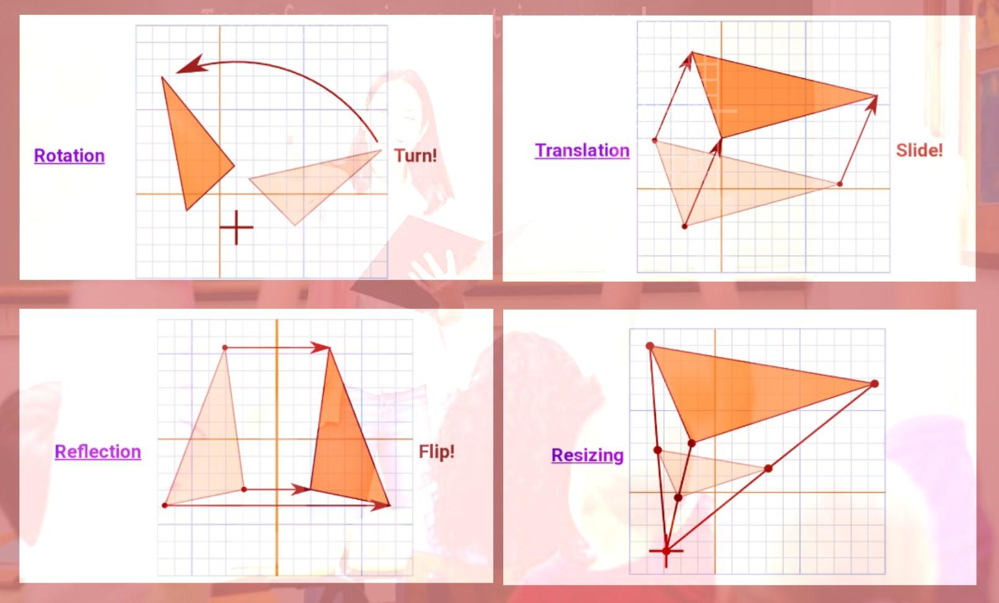 Rotation
Turn!
Translation
Slide!
Reflection
Flip!
Resizing